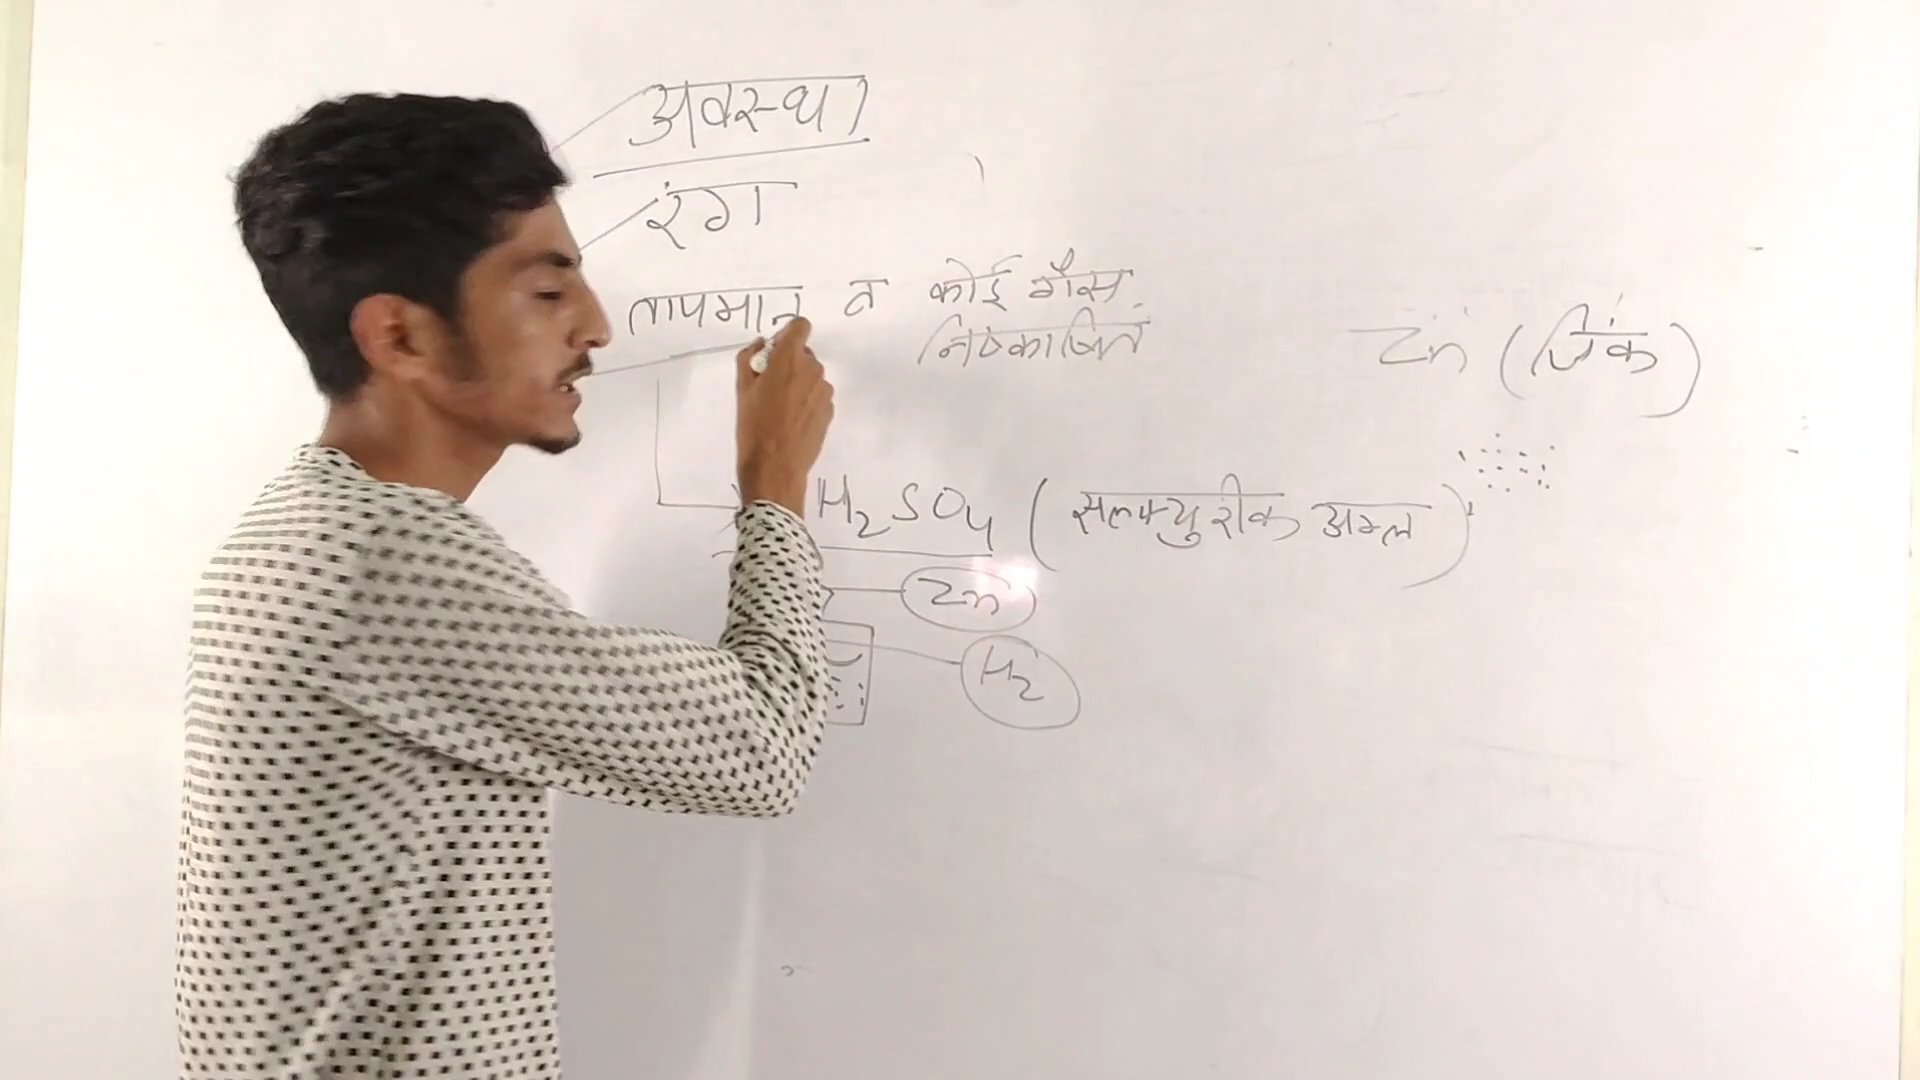 अवस्था
रंग
तापमान व कोई गैस
निष्काषित
Zn (जिंक)
H₂SO₄ (सल्फ्युरीक अम्ल)
Zn
H₂